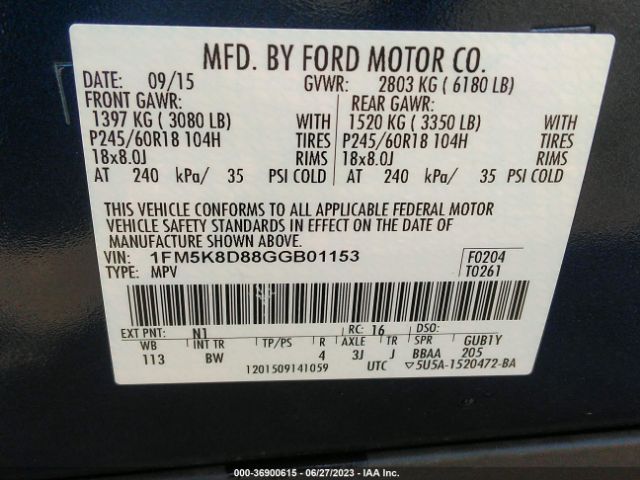 MFD. BY FORD MOTOR CO.
DATE: 09/15 GVWR: 2803 KG ( 6180 LB)
FRONT GAWR: REAR GAWR:
1397 KG ( 3080 LB) WITH 1520 KG ( 3350 LB) WITH
P245/60R18 104H TIRES P245/60R18 104H TIRES
18x8.0J RIMS 18x8.0J RIMS
AT 240 kPa/ 35 PSI COLD AT 240 kPa/ 35 PSI COLD
THIS VEHICLE CONFORMS TO ALL APPLICABLE FEDERAL MOTOR
VEHICLE SAFETY STANDARDS IN EFFECT ON THE DATE OF
MANUFACTURE SHOWN ABOVE.
VIN: 1FM5K8D88GGB01153 F0204
TYPE: MPV T0261
EXT PNT: N1 RC: 16 DSO:
WB INT TR TP/PS R AXLE TR SPR GUB1Y
113 BW 4 3J J BBAA 205
1201509141059 UTC ▽5U5A-1520472-BA
000-36900615 - 06/27/2023 - IAA Inc.